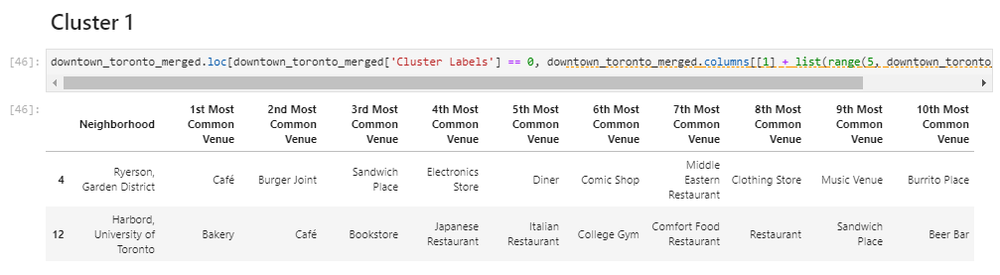 Cluster 1
[46]: downtown_toronto_merged.loc[downtown_toronto_merged['Cluster Labels'] == 0, downtown_toronto_merged.columns[[1] + list(range(5, downtown_toronto
[46]:
Neighborhood 1st Most Common Venue 2nd Most Common Venue 3rd Most Common Venue 4th Most Common Venue 5th Most Common Venue 6th Most Common Venue 7th Most Common Venue 8th Most Common Venue 9th Most Common Venue 10th Most Common Venue
4 Ryerson, Garden District Café Burger Joint Sandwich Place Electronics Store Diner Comic Shop Middle Eastern Restaurant Clothing Store Music Venue Burrito Place
12 Harbord, University of Toronto Bakery Café Bookstore Japanese Restaurant Italian Restaurant College Gym Comfort Food Restaurant Restaurant Sandwich Place Beer Bar